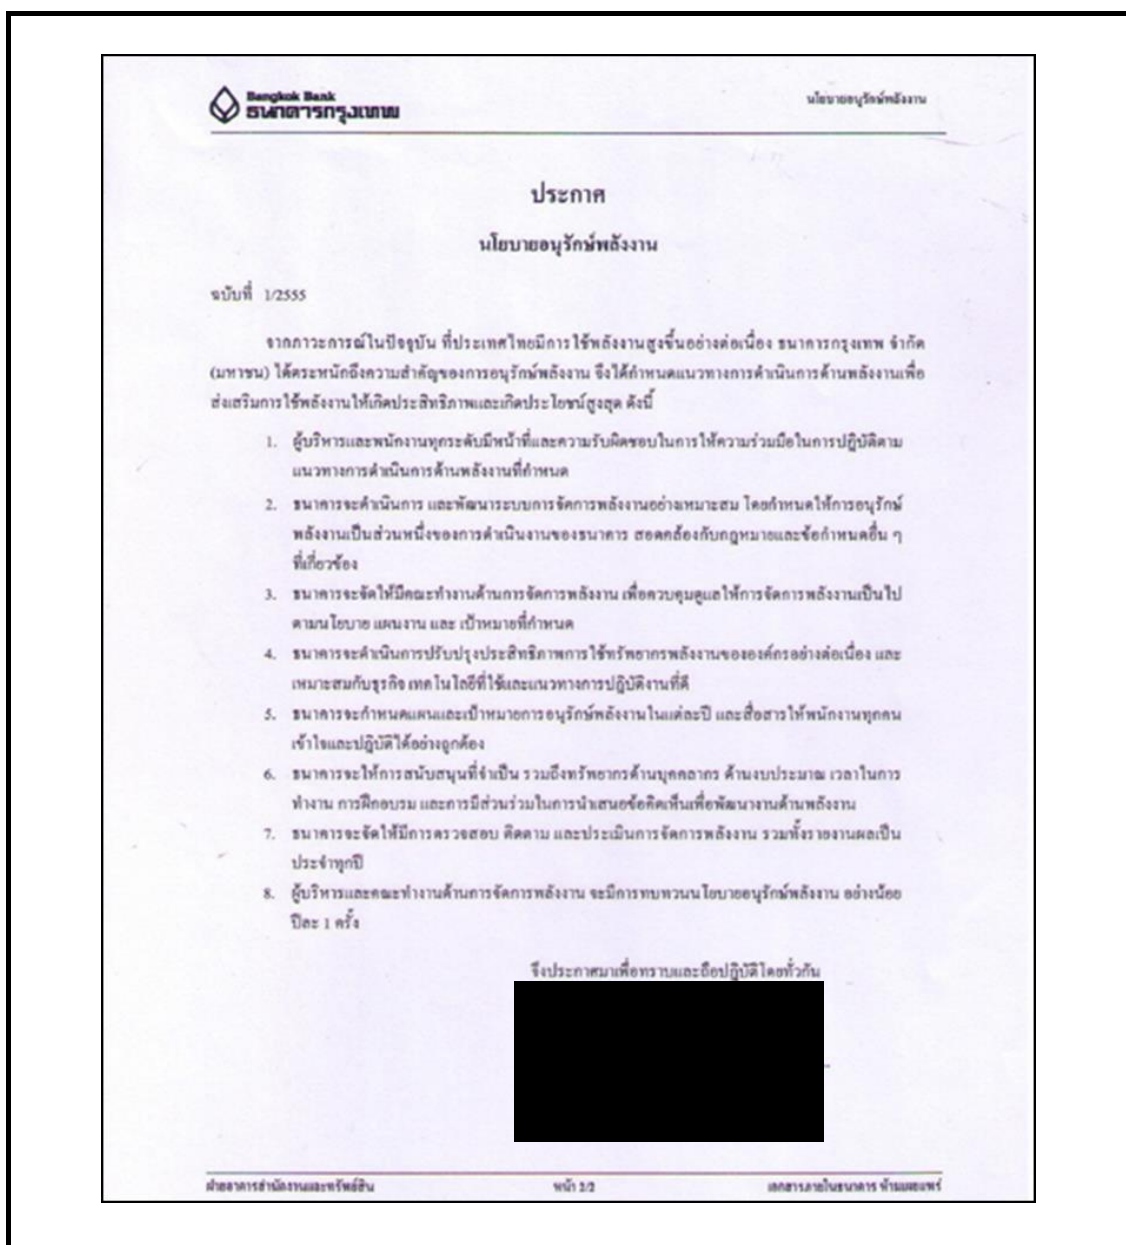 Bangkok Bank
ธนาคารกรุงเทพ
นโยบายอนุรักษ์พลังงาน
ประกาศ
นโยบายอนุรักษ์พลังงาน
ฉบับที่ 1/2555
จากภาวะการณ์ในปัจจุบัน ที่ประเทศไทยมีการใช้พลังงานสูงขึ้นอย่างต่อเนื่อง ธนาคารกรุงเทพ จำกัด
(มหาชน) ได้ตระหนักถึงความสำคัญของการอนุรักษ์พลังงาน จึงได้กำหนดแนวทางการดำเนินการด้านพลังงานเพื่อ
ส่งเสริมการใช้พลังงานให้เกิดประสิทธิภาพและเกิดประโยชน์สูงสุด ดังนี้
1. ผู้บริหารและพนักงานทุกระดับมีหน้าที่และความรับผิดชอบในการให้ความร่วมมือในการปฏิบัติตาม
แนวทางการดำเนินการด้านพลังงานที่กำหนด
2. ธนาคารจะดำเนินการ และพัฒนาระบบการจัดการพลังงานอย่างเหมาะสม โดยกำหนดให้การอนุรักษ์
พลังงานเป็นส่วนหนึ่งของการดำเนินงานของธนาคาร สอดคล้องกับกฎหมายและข้อกำหนดอื่น ๆ
ที่เกี่ยวข้อง
3. ธนาคารจะจัดให้มีคณะทำงานด้านการจัดการพลังงาน เพื่อควบคุมดูแลให้การจัดการพลังงานเป็นไป
ตามนโยบาย แผนงาน และ เป้าหมายที่กำหนด
4. ธนาคารจะดำเนินการปรับปรุงประสิทธิภาพการใช้ทรัพยากรพลังงานขององค์กรอย่างต่อเนื่อง และ
เหมาะสมกับธุรกิจ เทคโนโลยีที่ใช้และแนวทางการปฏิบัติงานที่ดี
5. ธนาคารจะกำหนดแผนและเป้าหมายการอนุรักษ์พลังงานในแต่ละปี และสื่อสารให้พนักงานทุกคน
เข้าใจและปฏิบัติได้อย่างถูกต้อง
6. ธนาคารจะให้การสนับสนุนที่จำเป็น รวมถึงทรัพยากรด้านบุคคลากร ด้านงบประมาณ เวลาในการ
ทำงาน การฝึกอบรม และการมีส่วนร่วมในการนำเสนอข้อคิดเห็นเพื่อพัฒนางานด้านพลังงาน
7. ธนาคารจะจัดให้มีการตรวจสอบ ติดตาม และประเมินการจัดการพลังงาน รวมทั้งรายงานผลเป็น
ประจำทุกปี
8. ผู้บริหารและคณะทำงานด้านการจัดการพลังงาน จะมีการทบทวนนโยบายอนุรักษ์พลังงาน อย่างน้อย
ปีละ 1 ครั้ง
จึงประกาศมาเพื่อทราบและถือปฏิบัติโดยทั่วกัน
ฝ่ายอาคารสำนักงานและทรัพย์สิน
หน้า 2/2
เอกสารภายในธนาคาร ห้ามเผยแพร่